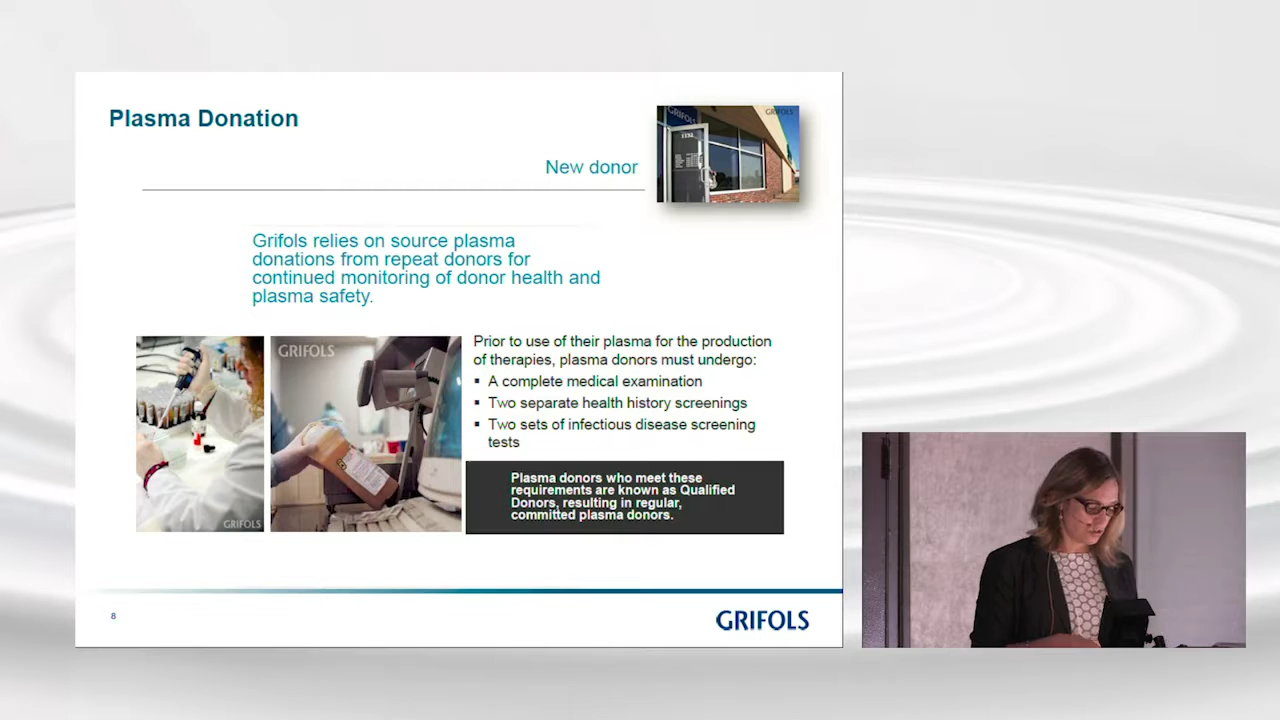 Plasma Donation
GRIFOLS
GRIFOLS
New donor
Grifols relies on source plasma
donations from repeat donors for
continued monitoring of donor health and
plasma safety.
GRIFOLS
GRIFOLS
Prior to use of their plasma for the production
of therapies, plasma donors must undergo:
▪ A complete medical examination
▪ Two separate health history screenings
▪ Two sets of infectious disease screening
tests
Plasma donors who meet these
requirements are known as Qualified
Donors, resulting in regular,
committed plasma donors.
8
GRIFOLS